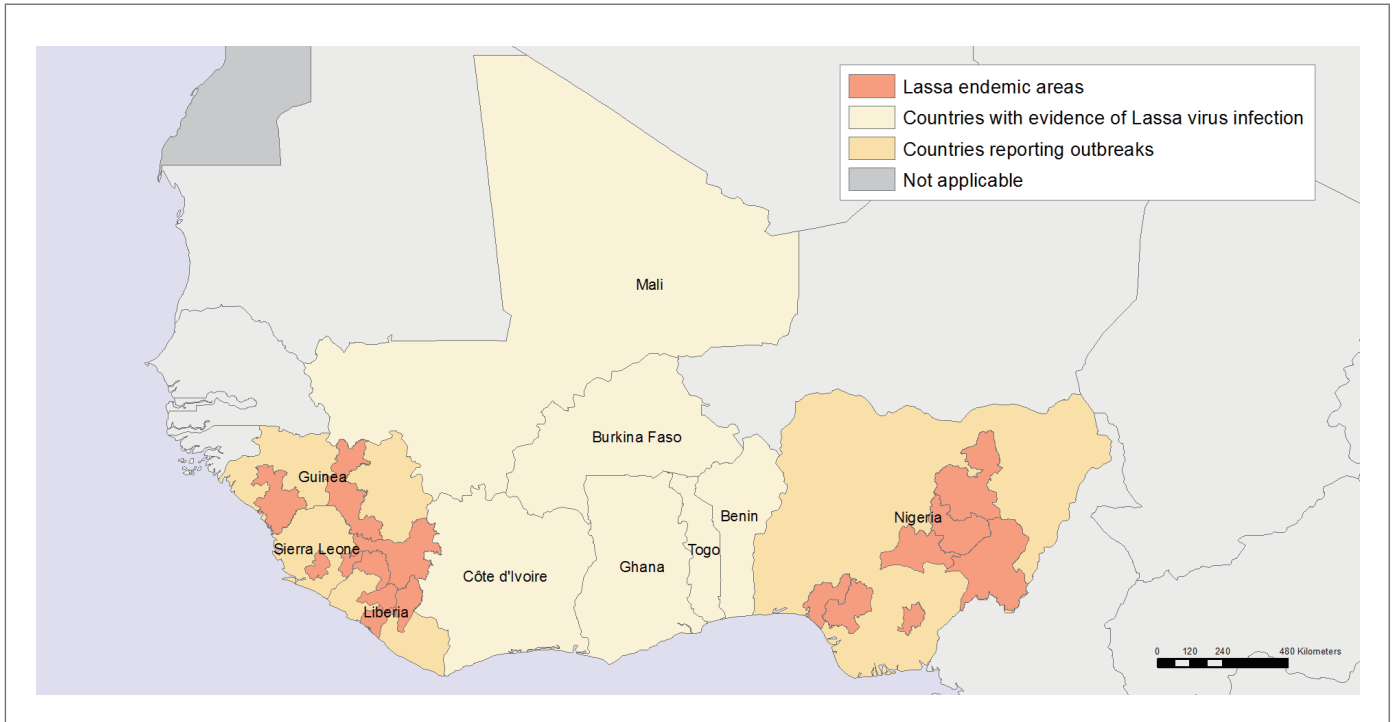 Lassa endemic areas
Countries with evidence of Lassa virus infection
Countries reporting outbreaks
Not applicable
Mali
Burkina Faso
Guinea
Benin
Nigeria
Sierra Leone
Togo
Ghana
Côte d'Ivoire
Liberia
0 120 240 480 Kilometers